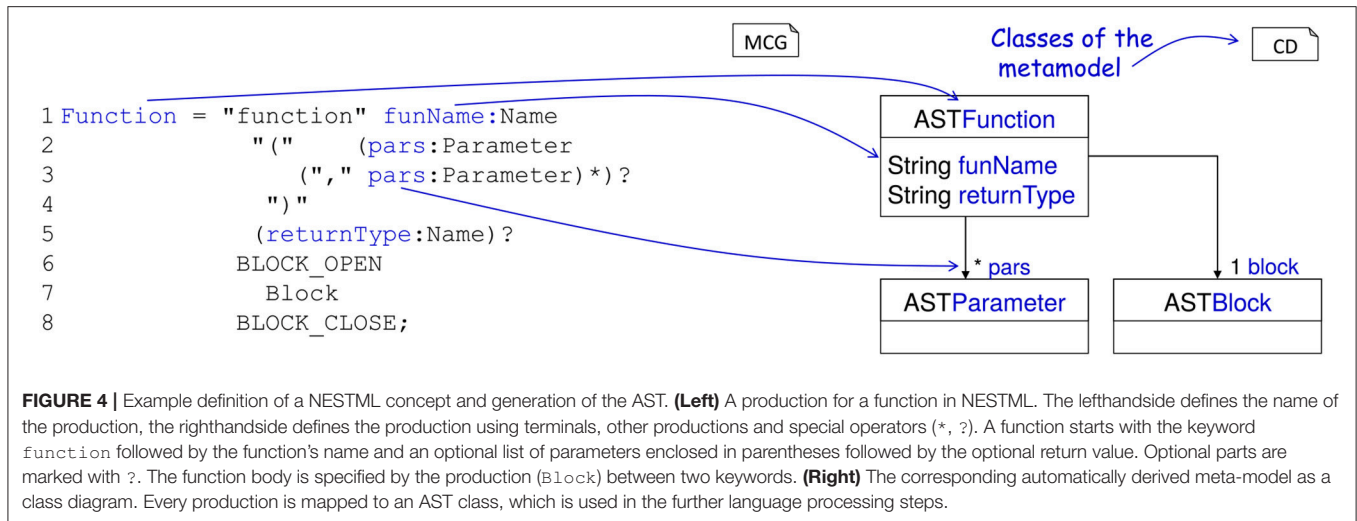 MCG
Classes of the
metamodel
CD
1 Function = "function" funName:Name
2 "(" (pars:Parameter
3 ("," pars:Parameter)*)?
4 ")"
5 (returnType:Name)?
6 BLOCK_OPEN
7 Block
8 BLOCK_CLOSE;
ASTFunction
String funName
String returnType
* pars
1 block
ASTParameter
ASTBlock
FIGURE 4 | Example definition of a NESTML concept and generation of the AST. (Left) A production for a function in NESTML. The lefthandside defines the name of
the production, the righthandside defines the production using terminals, other productions and special operators (*, ?). A function starts with the keyword
function followed by the function's name and an optional list of parameters enclosed in parentheses followed by the optional return value. Optional parts are
marked with ?. The function body is specified by the production (Block) between two keywords. (Right) The corresponding automatically derived meta-model as a
class diagram. Every production is mapped to an AST class, which is used in the further language processing steps.